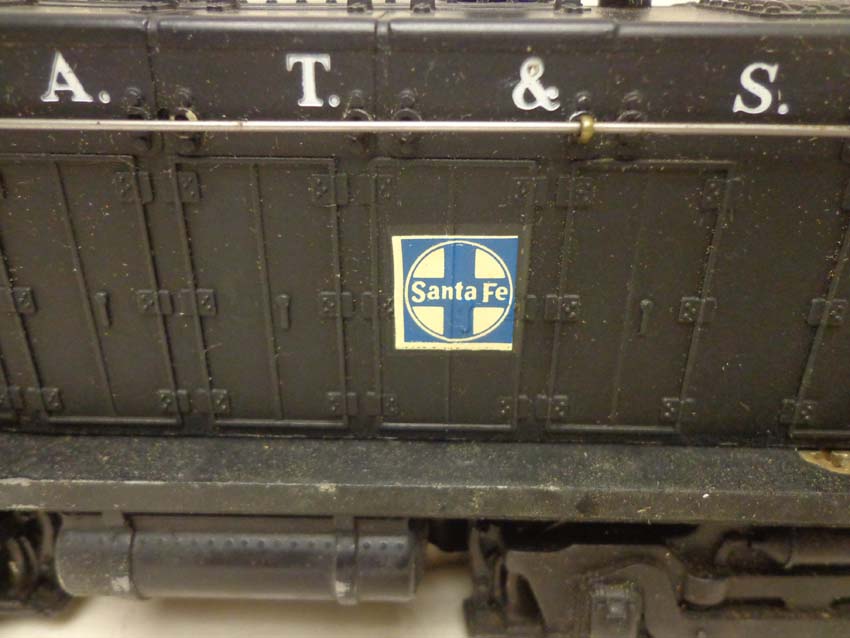 A. T. & S.
Santa Fe